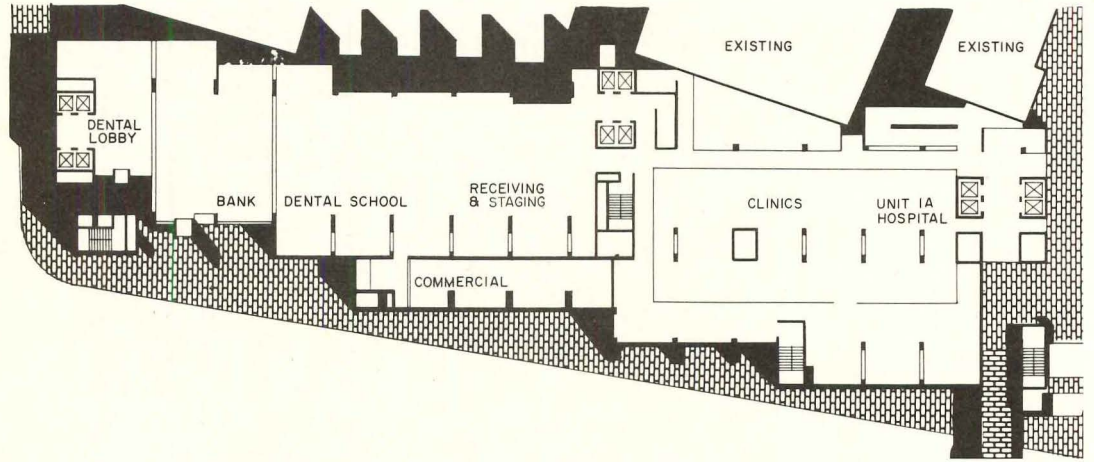 EXISTING
EXISTING
DENTAL
LOBBY
BANK
DENTAL SCHOOL
RECEIVING
& STAGING
CLINICS
UNIT IA
HOSPITAL
COMMERCIAL